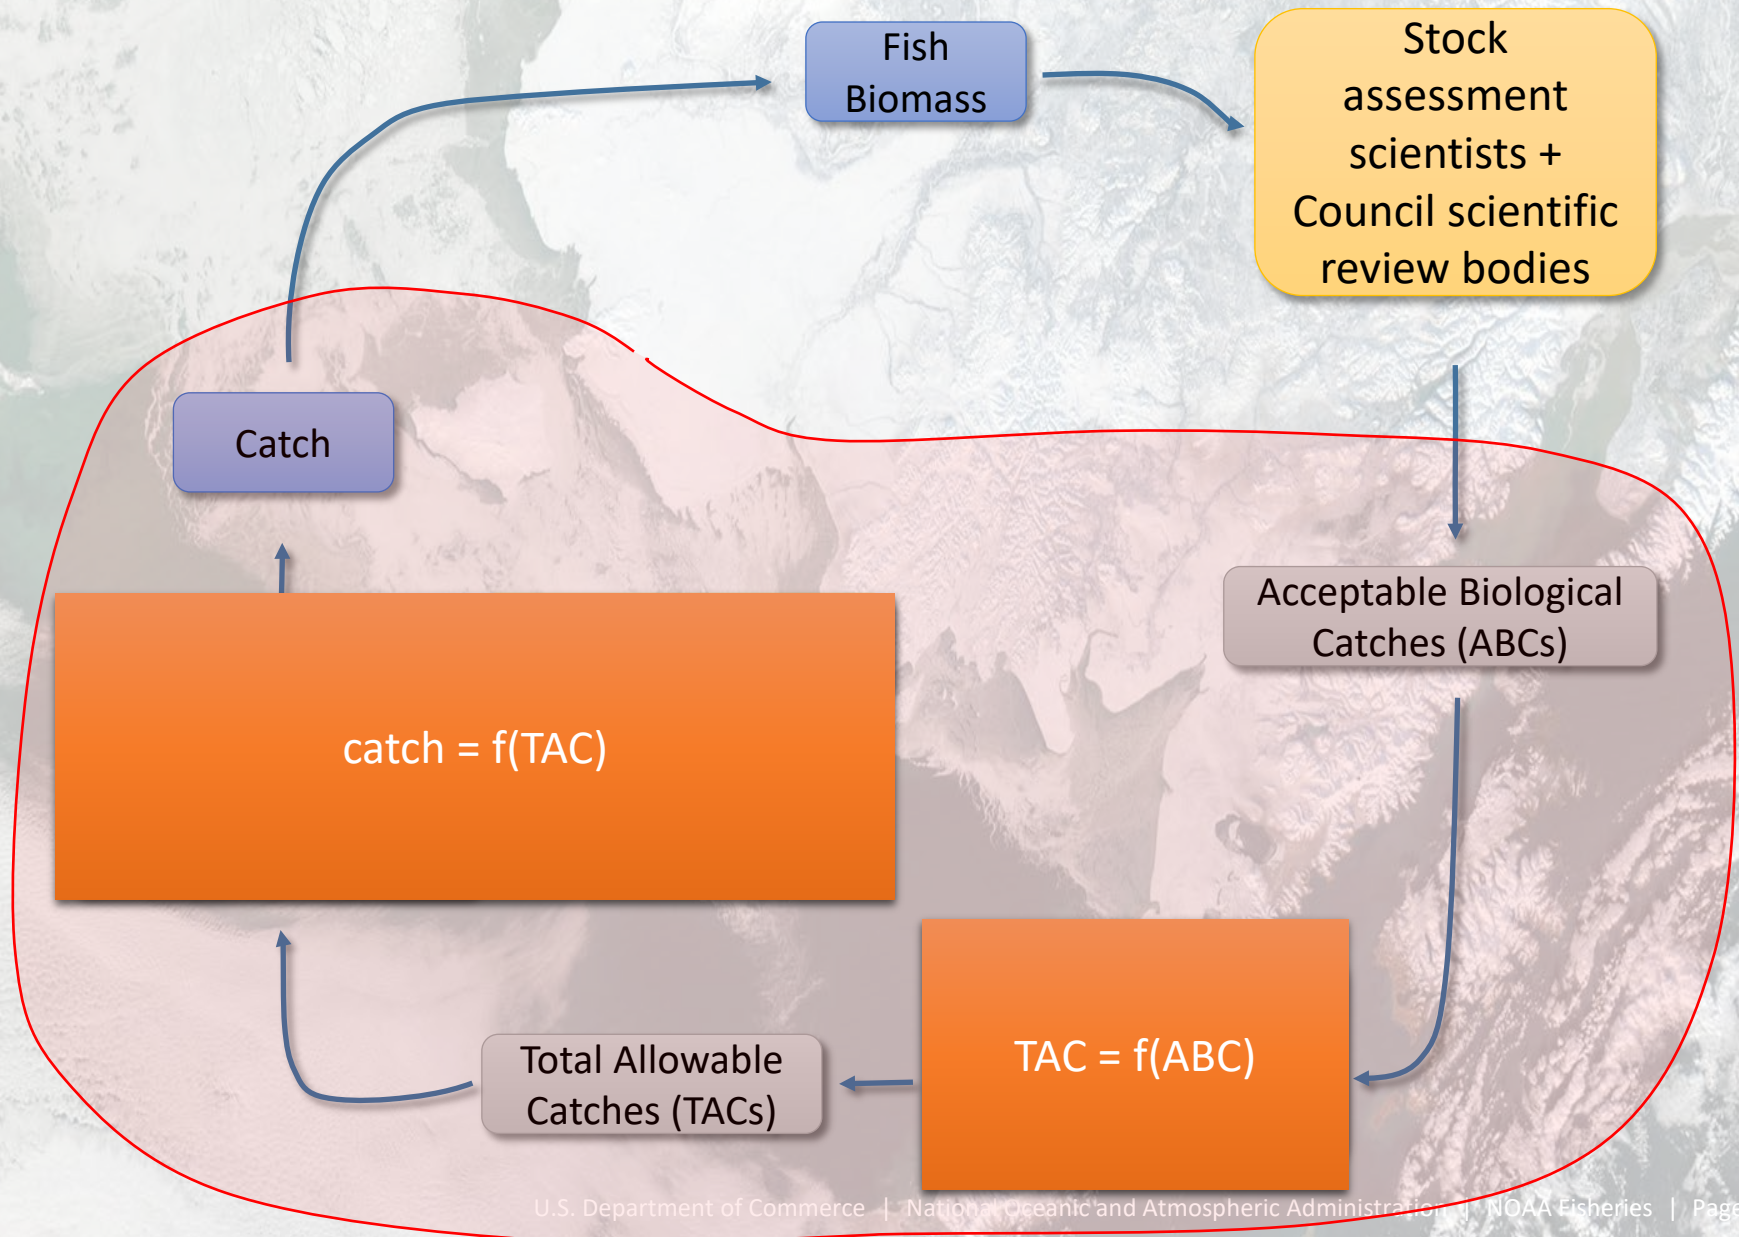 Fish
Biomass
Stock
assessment
scientists +
Council scientific
review bodies
Catch
Acceptable Biological
Catches (ABCs)
catch = f(TAC)
TAC = f(ABC)
Total Allowable
Catches (TACs)
U.S. Department of Commerce | National Oceanic and Atmospheric Administration | NOAA Fisheries | Page